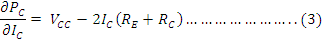 ∂P_C/∂I_C = V_CC − 2I_C(R_E + R_C) … … … … … … … . . (3)